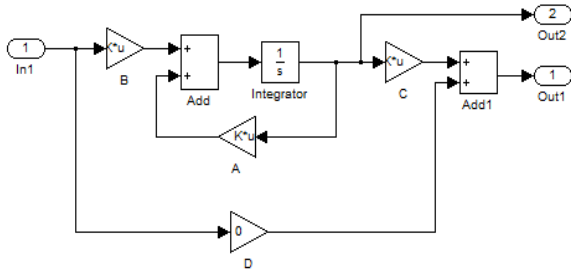 2
Out2
1
In1
K*u
B
+
+
Add
1
s
Integrator
K*u
C
+
+
Add1
1
Out1
K*u
A
0
D